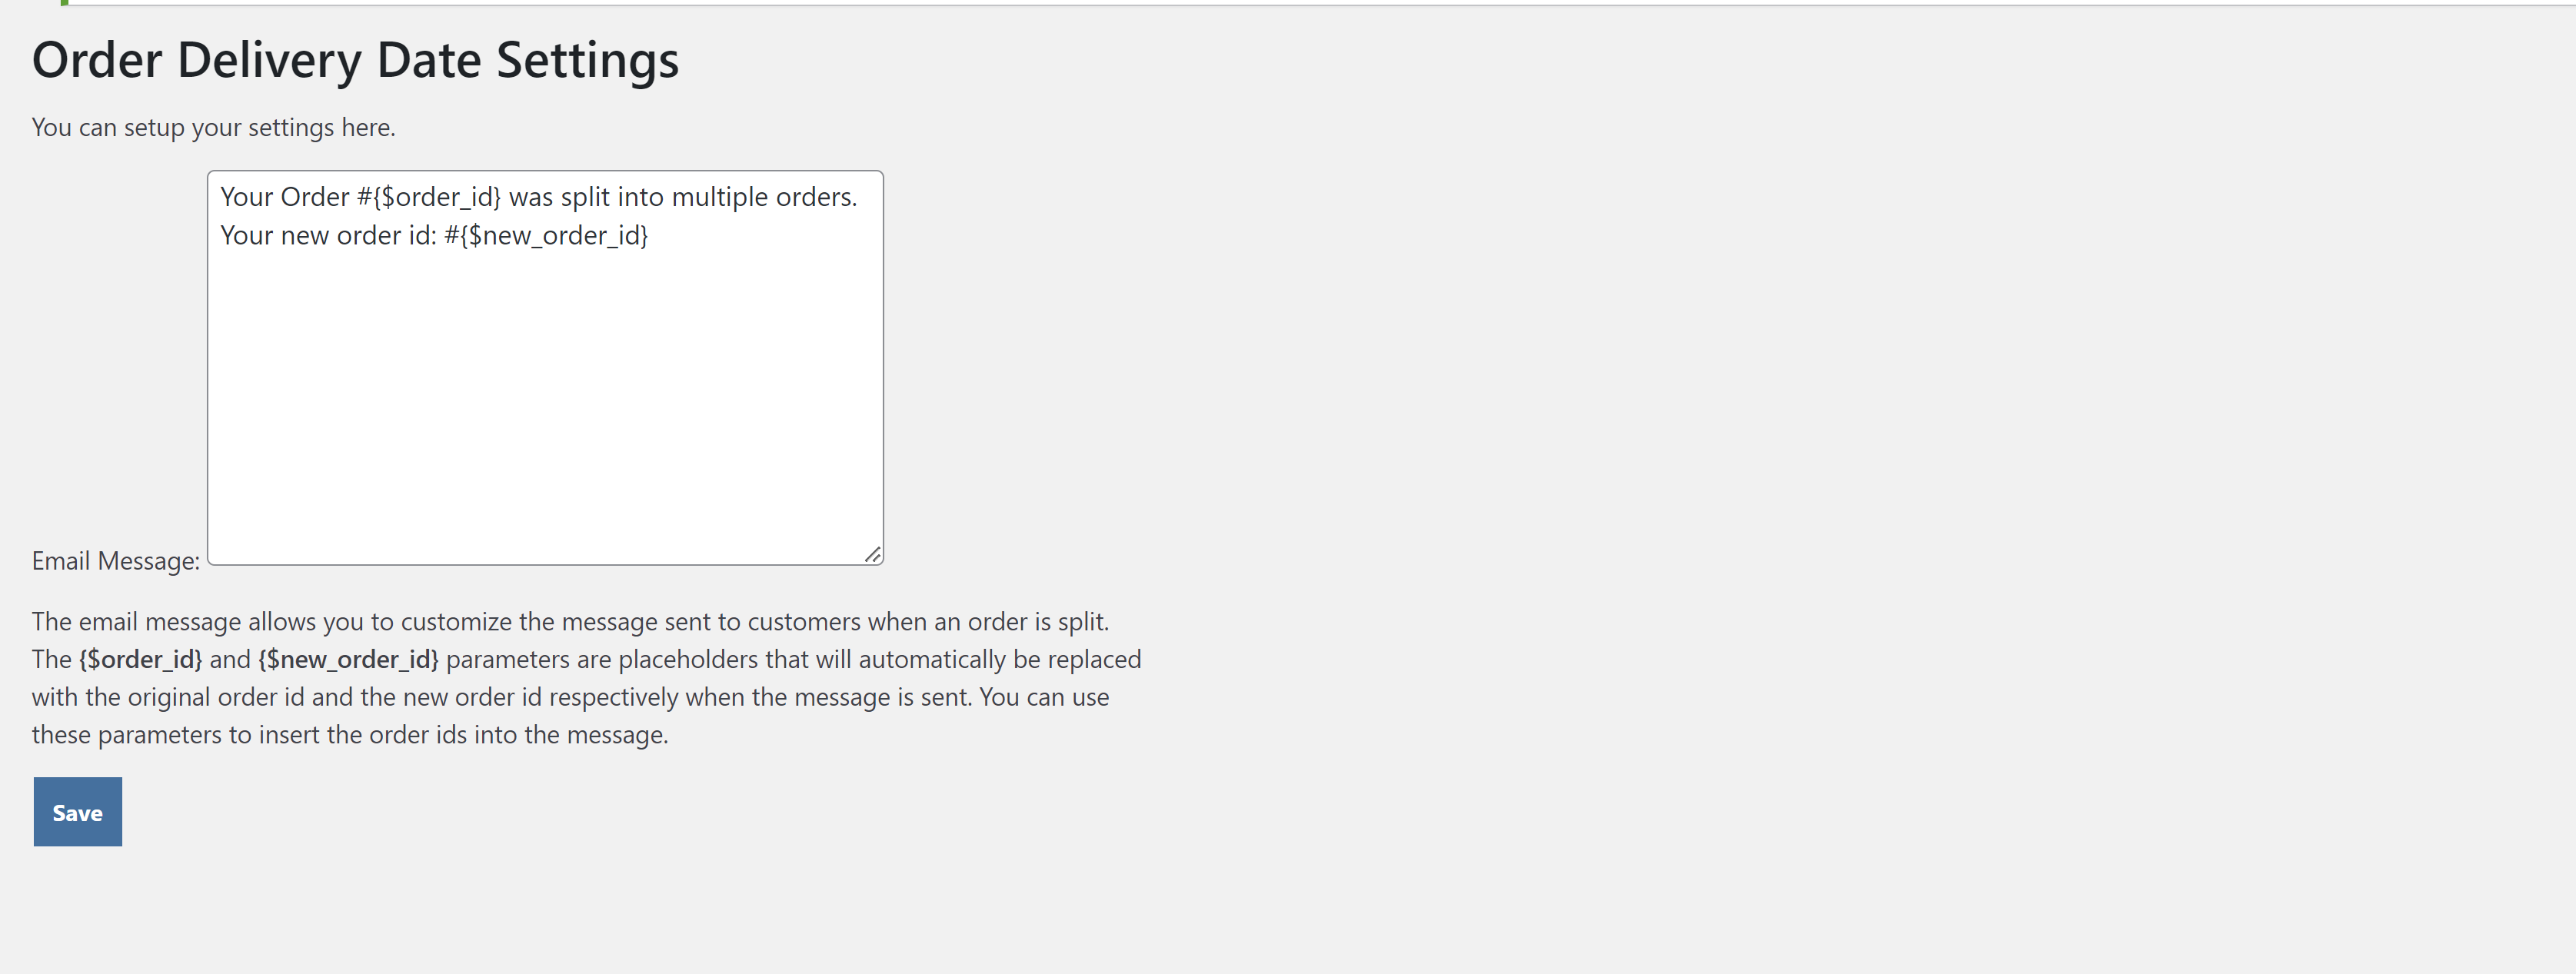 Order Delivery Date Settings
You can setup your settings here.
Your Order #{$order_id} was split into multiple orders.
Your new order id: #{$new_order_id}
Email Message:
The email message allows you to customize the message sent to customers when an order is split.
The {$order_id} and {$new_order_id} parameters are placeholders that will automatically be replaced
with the original order id and the new order id respectively when the message is sent. You can use
these parameters to insert the order ids into the message.
Save